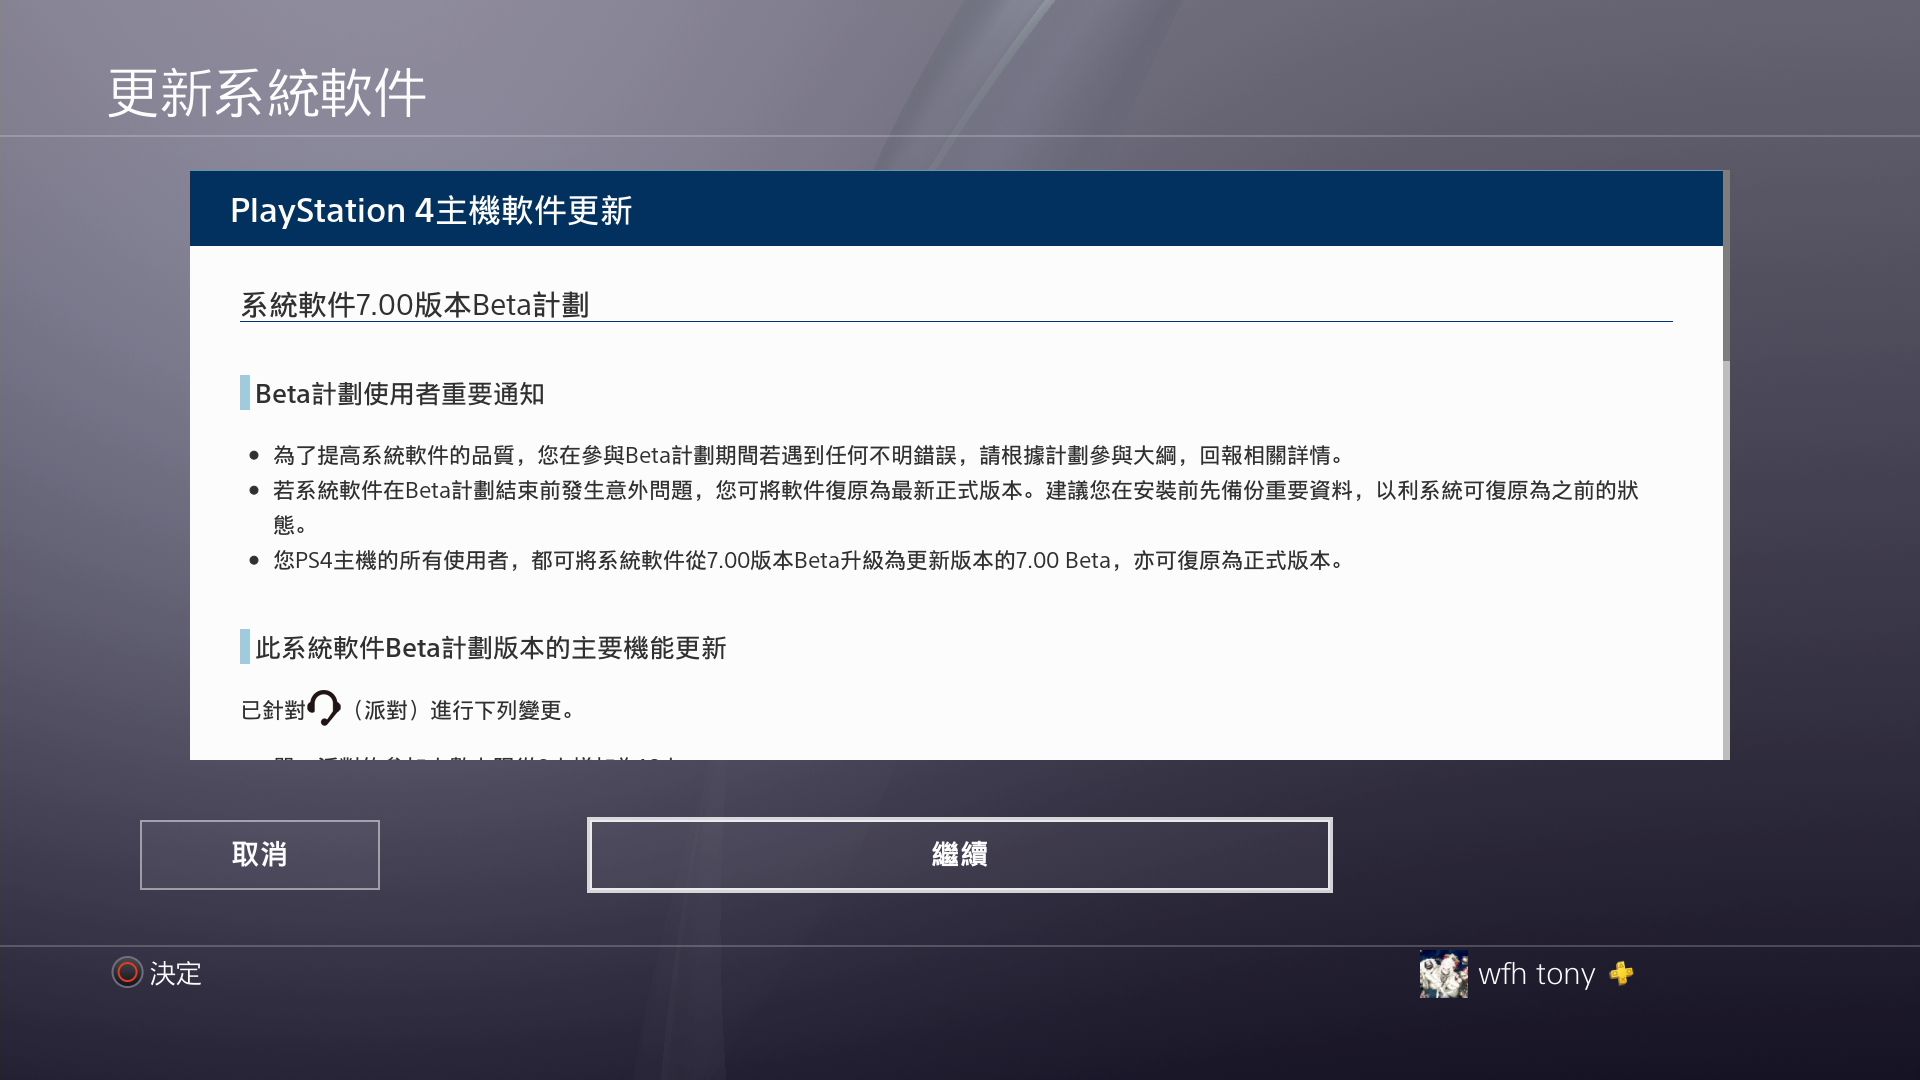 更新系統軟件
PlayStation 4主機軟件更新
系統軟件7.00版本Beta計劃
Beta計劃使用者重要通知
● 為了提高系統軟件的品質，您在參與Beta計劃期間若遇到任何不明錯誤，請根據計劃參與大綱，回報相關詳情。
● 若系統軟件在Beta計劃結束前發生意外問題，您可將軟件復原為最新正式版本。建議您在安裝前先備份重要資料，以利系統可復原為之前的狀
態。
● 您PS4主機的所有使用者，都可將系統軟件從7.00版本Beta升級為更新版本的7.00 Beta，亦可復原為正式版本。
此系統軟件Beta計劃版本的主要機能更新
已針對（派對）進行下列變更。
取消
繼續
決定
wfh tony